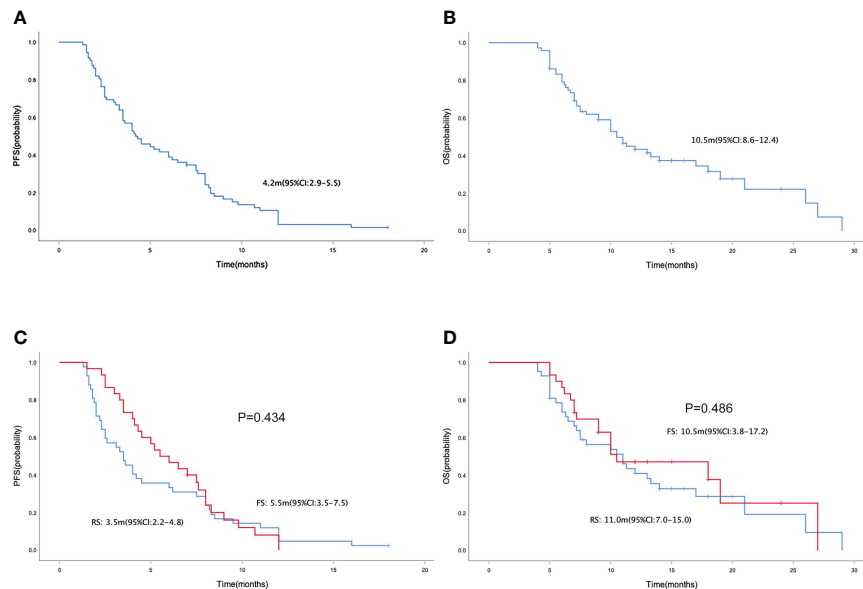 A
1.0
0.8
0.6
0.4
0.2
0.0
PFS(probability)
4.2m(95%CI:2.9-5.5)
0
5
10
15
20
Time(months)
B
1.0
0.8
0.6
0.4
0.2
0.0
OS(probability)
10.5m(95%CI:8.6-12.4)
0
5
10
15
20
25
30
Time(months)
C
1.0
0.8
0.6
0.4
0.2
0.0
PFS(probability)
P=0.434
FS: 5.5m(95%CI:3.5-7.5)
RS: 3.5m(95%CI:2.2-4.8)
0
5
10
15
20
Time(months)
D
1.0
0.8
0.6
0.4
0.2
0.0
OS(probability)
P=0.486
FS: 10.5m(95%CI:3.8-17.2)
RS: 11.0m(95%CI:7.0-15.0)
0
5
10
15
20
25
30
Time(months)